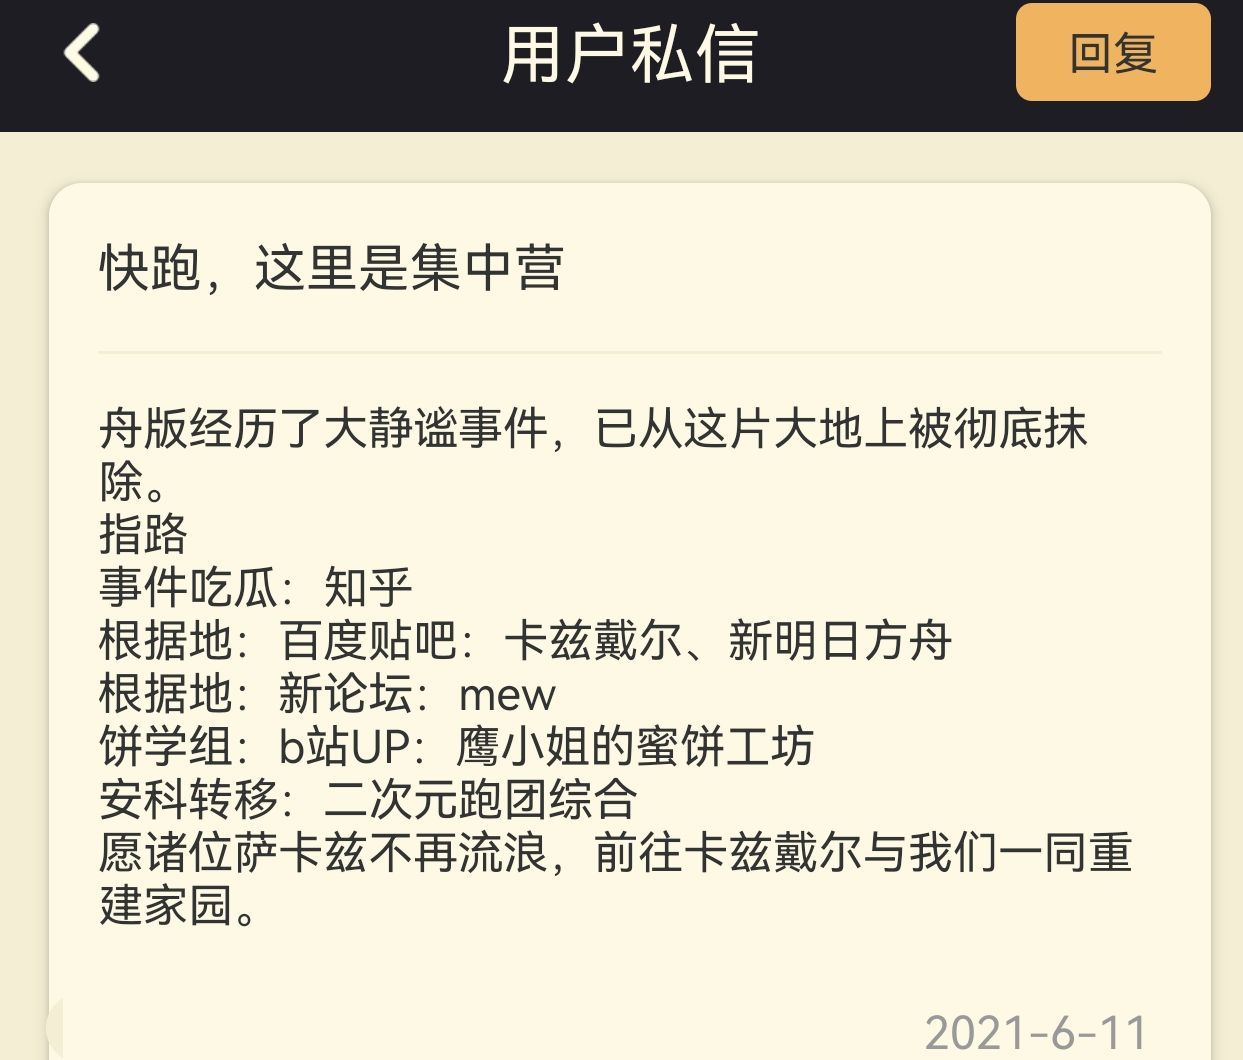 用户私信
回复
快跑，这里是集中营
舟版经历了大静谧事件，已从这片大地上被彻底抹
除。
指路
事件吃瓜：知乎
根据地：百度贴吧：卡兹戴尔、新明日方舟
根据地：新论坛：mew
饼学组：b站UP：鹰小姐的蜜饼工坊
安科转移：二次元跑团综合
愿诸位萨卡兹不再流浪，前往卡兹戴尔与我们一同重
建家园。
2021-6-11